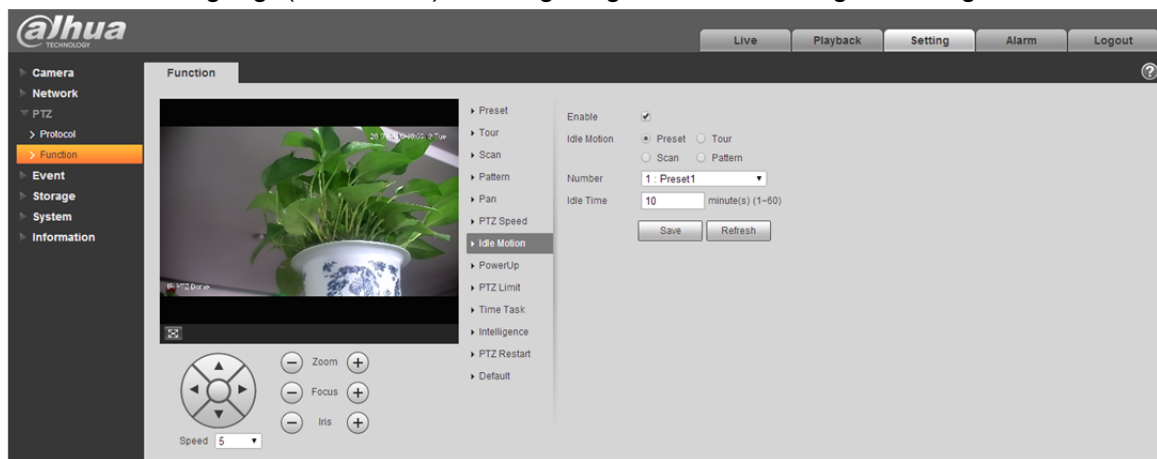 alhua
TECHNOLOGY
Live
Playback
Setting
Alarm
Logout
Camera
Network
PTZ
Protocol
Function
Event
Storage
System
Information
Function
?
PTZ Dome
Preset
Tour
Scan
Pattern
Pan
PTZ Speed
Idle Motion
PowerUp
PTZ Limit
Time Task
Intelligence
PTZ Restart
Default
Enable
Idle Motion Preset Tour
Scan Pattern
Number 1 : Preset1
Idle Time 10 minute(s) (1~60)
Save Refresh
Zoom
Focus
Iris
Speed 5